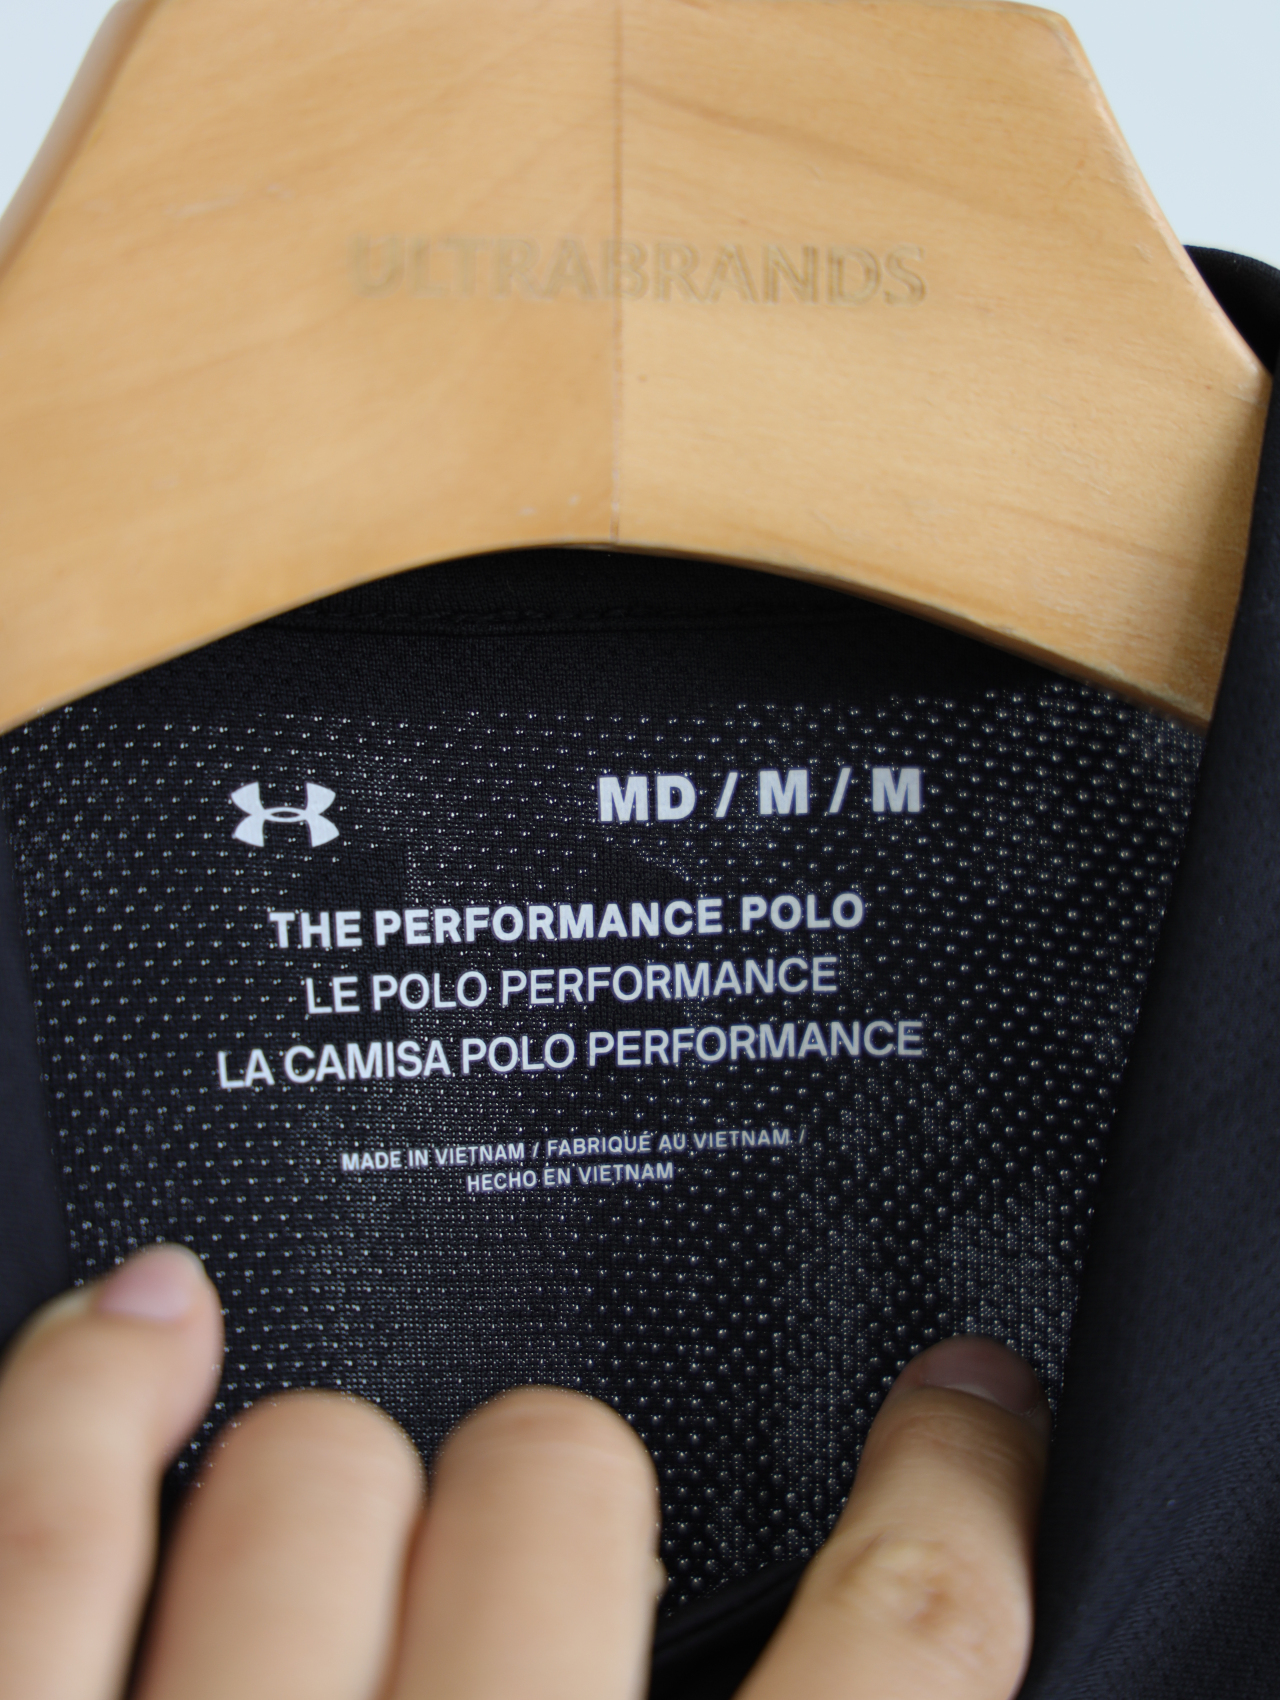 ULTRABRANDS
MD / M / M
THE PERFORMANCE POLO
LE POLO PERFORMANCE
LA CAMISA POLO PERFORMANCE
MADE IN VIETNAM / FABRIQUÉ AU VIETNAM /
HECHO EN VIETNAM